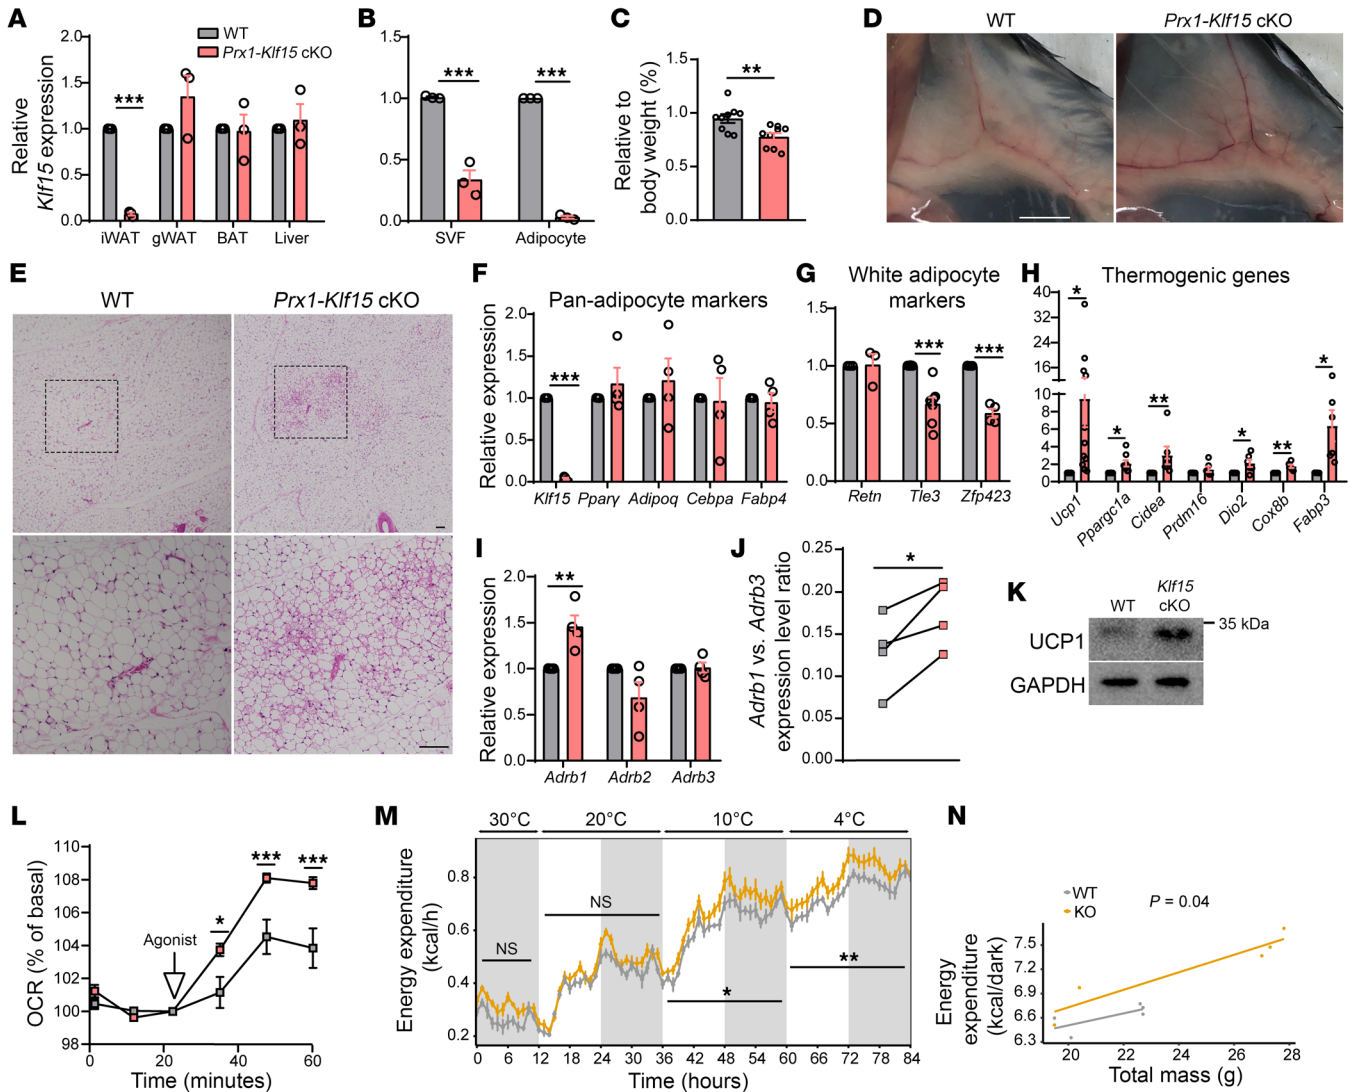 A
Relative
Klf15 expression
2.0
1.5
1.0
0.5
0.0
WT
Prx1-Klf15 cKO
***
iWAT gWAT BAT Liver
B
1.5
1.0
0.5
0.0
***
***
SVF Adipocyte
C
Relative to
body weight (%)
1.5
1.0
0.5
0.0
**
D
WT
Prx1-Klf15 cKO
E
WT
Prx1-Klf15 cKO
F
Pan-adipocyte markers
Relative expression
2.0
1.5
1.0
0.5
0.0
***
Klf15 Pparγ Adipoq Cebpa Fabp4
G
White adipocyte
markers
1.5
1.0
0.5
0.0
***
***
Retn Tle3 Zfp423
H
Thermogenic genes
40
32
24
16
10
8
6
4
2
0
*
*
**
*
**
*
Ucp1
Ppargc1a
Cidea
Prdm16
Dio2
Cox8b
Fabp3
I
Relative expression
2.0
1.5
1.0
0.5
0.0
**
Adrb1 Adrb2 Adrb3
J
Adrb1 vs. Adrb3
expression level ratio
0.25
0.20
0.15
0.10
0.05
0.00
*
K
WT
Klf15
cKO
35 kDa
UCP1
GAPDH
L
OCR (% of basal)
110
108
106
104
102
100
98
Agonist
*
***
***
0 20 40 60
Time (minutes)
M
30°C 20°C 10°C 4°C
Energy expenditure
(kcal/h)
0.8
0.6
0.4
0.2
NS
NS
*
**
0 6 12 18 24 30 36 42 48 54 60 66 72 78 84
Time (hours)
N
WT
KO
P = 0.04
Energy
expenditure
(kcal/dark)
7.5
7.2
6.9
6.6
6.3
20 22 24 26 28
Total mass (g)